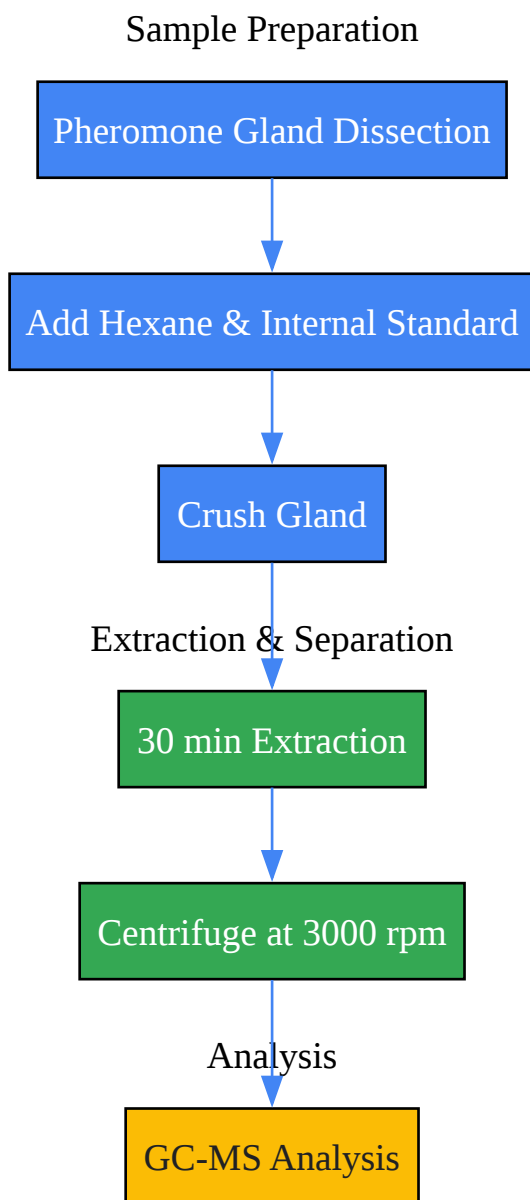 Sample Preparation
Pheromone Gland Dissection
Add Hexane & Internal Standard
Crush Gland
Extraction & Separation
30 min Extraction
Centrifuge at 3000 rpm
Analysis
GC-MS Analysis